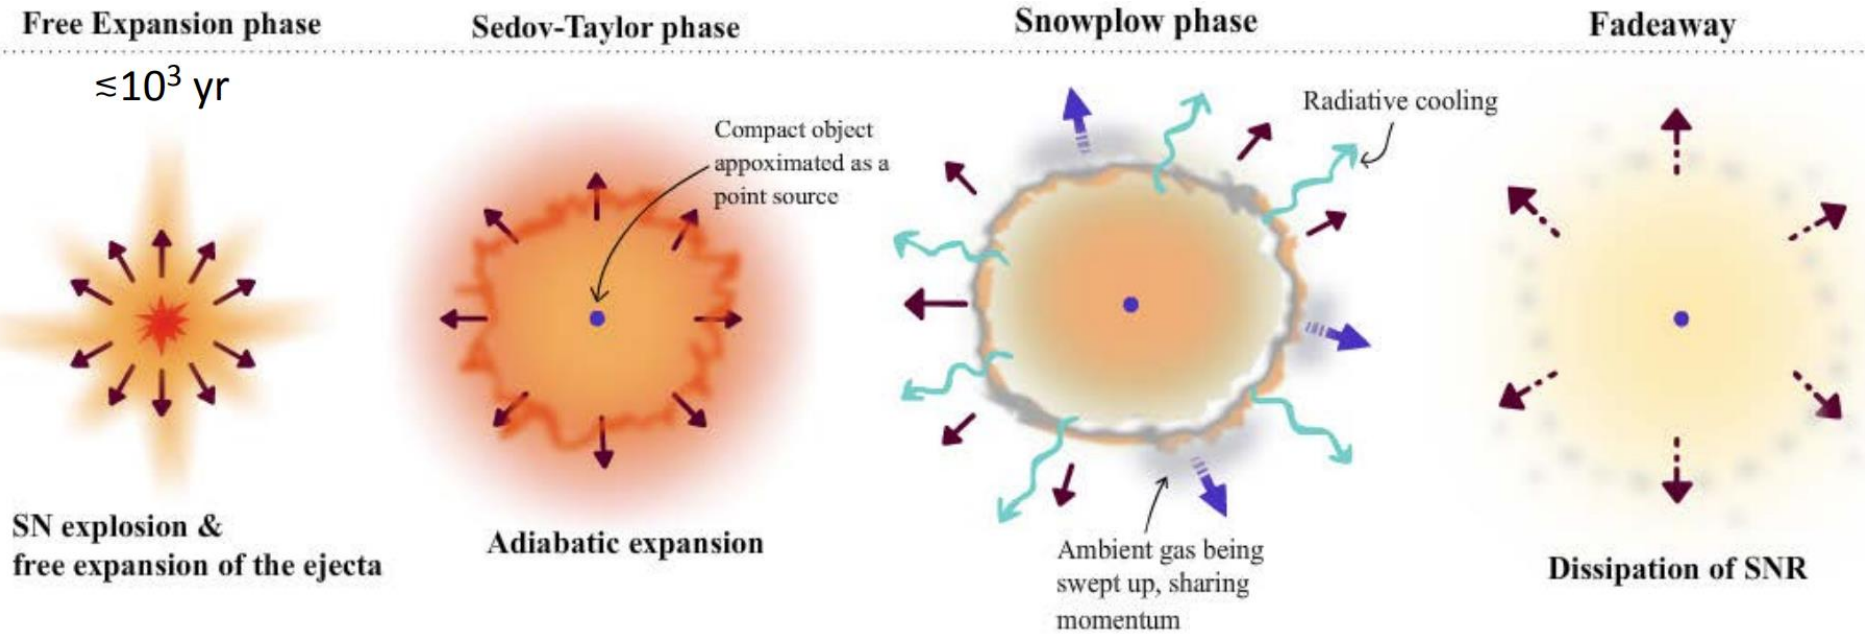 Free Expansion phase
Sedov-Taylor phase
Snowplow phase
Fadeaway
≲10³ yr
Compact object
appoximated as a
point source
Radiative cooling
SN explosion &
free expansion of the ejecta
Adiabatic expansion
Ambient gas being
swept up, sharing
momentum
Dissipation of SNR